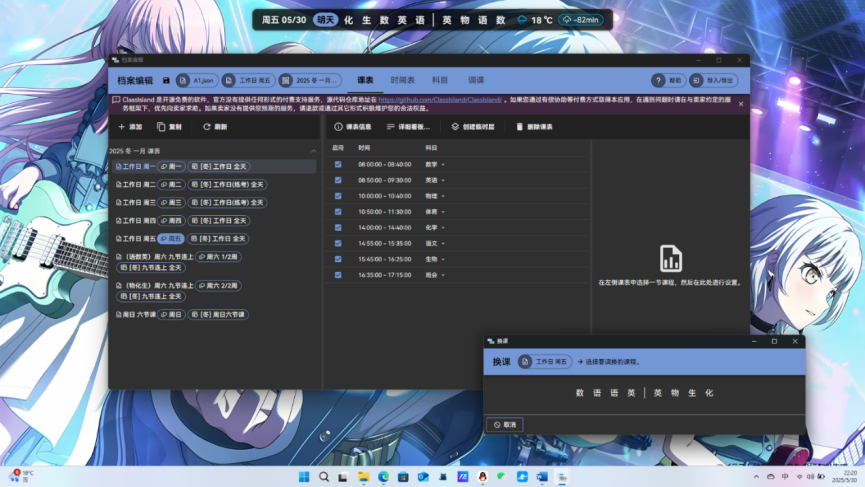 周五 05/30 明天 化 生 数 英 语 | 英 物 语 数 18 ℃ -82min
档案编辑
档案编辑 A1.json 工作日 周五 2025 冬 一月... 课表 时间表 科目 调课 ? 帮助 导入/导出
ClassIsland 是开源免费的软件，官方没有提供任何形式的付费支持服务，源代码仓库地址在 https://github.com/ClassIsland/ClassIsland/ 。如果您通过有偿协助等付费方式取得本应用，在遇到问题时请在与卖家约定的服
务框架下，优先向卖家求助。如果卖家没有提供您预期的服务，请退款或通过其它形式积极维护您的合法权益。
添加 复制 刷新 课表信息 详细看板... 创建临时层 删除课表
2025 冬 一月 课表
启用 时间 科目
工作日 周一 周一 [冬] 工作日 全天
工作日 周二 周二 [冬] 工作日(练考) 全天
工作日 周三 周三 [冬] 工作日(练考) 全天
工作日 周四 周四 [冬] 工作日 全天
工作日 周五 周五 [冬] 工作日 全天
（语数英）周六 九节连上 周六 1/2周
[冬] 九节连上 全天
（物化生）周六 九节连上 周六 2/2周
[冬] 九节连上 全天
周日 六节课 周日 [冬] 周日六节课
08:00:00 - 08:40:00 数学
08:50:00 - 09:30:00 英语
10:00:00 - 10:40:00 物理
10:50:00 - 11:30:00 体育
14:00:00 - 14:40:00 化学
14:55:00 - 15:35:00 语文
15:45:00 - 16:25:00 生物
16:35:00 - 17:15:00 班会
在左侧课表中选择一节课程，然后在此处进行设置。
换课
换课 工作日 周五 → 选择要调换的课程。
数 语 语 英 | 英 物 生 化
取消
18°C
雨
中
22:20
2025/5/30